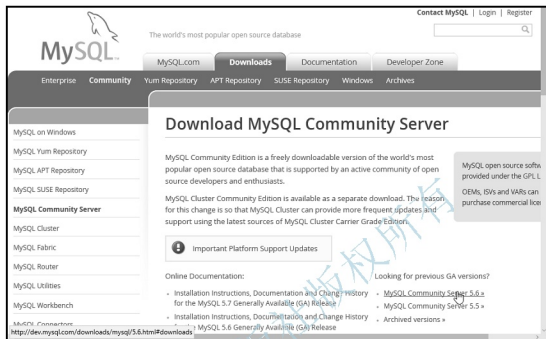 Contact MySQL | Login | Register
The world's most popular open source database
MySQL™
MySQL.com Downloads Documentation Developer Zone
Enterprise Community Yum Repository APT Repository SUSE Repository Windows Archives
MySQL on Windows
MySQL Yum Repository
MySQL APT Repository
MySQL SUSE Repository
MySQL Community Server
MySQL Cluster
MySQL Fabric
MySQL Router
MySQL Utilities
MySQL Workbench
MySQL Connectors
Download MySQL Community Server
MySQL Community Edition is a freely downloadable version of the world's most
popular open source database that is supported by an active community of open
source developers and enthusiasts.
MySQL Cluster Community Edition is available as a separate download. The reason
for this change is so that MySQL Cluster can provide more frequent updates and
support using the latest sources of MySQL Cluster Carrier Grade Edition.
Important Platform Support Updates
Online Documentation:
Installation Instructions, Documentation and Change History
for the MySQL 5.7 Generally Available (GA) Release
Installation Instructions, Documentation and Change History
MySQL 5.6 Generally Available (GA) Release
Looking for previous GA versions?
MySQL Community Server 5.6 »
MySQL Community Server 5.5 »
Archived versions »
MySQL open source softw
provided under the GPL L
OEMs, ISVs and VARs can
purchase commercial lice
http://dev.mysql.com/downloads/mysql/5.6.html#downloads